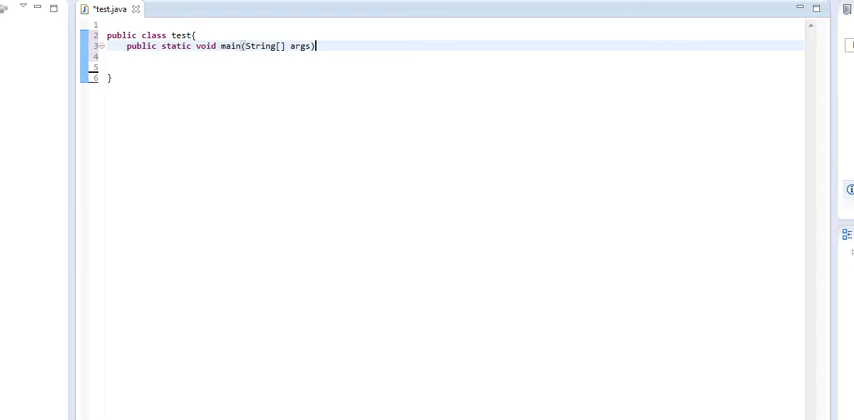 *test.java
1
2 public class test{
3 public static void main(String[] args)
4
5
6 }